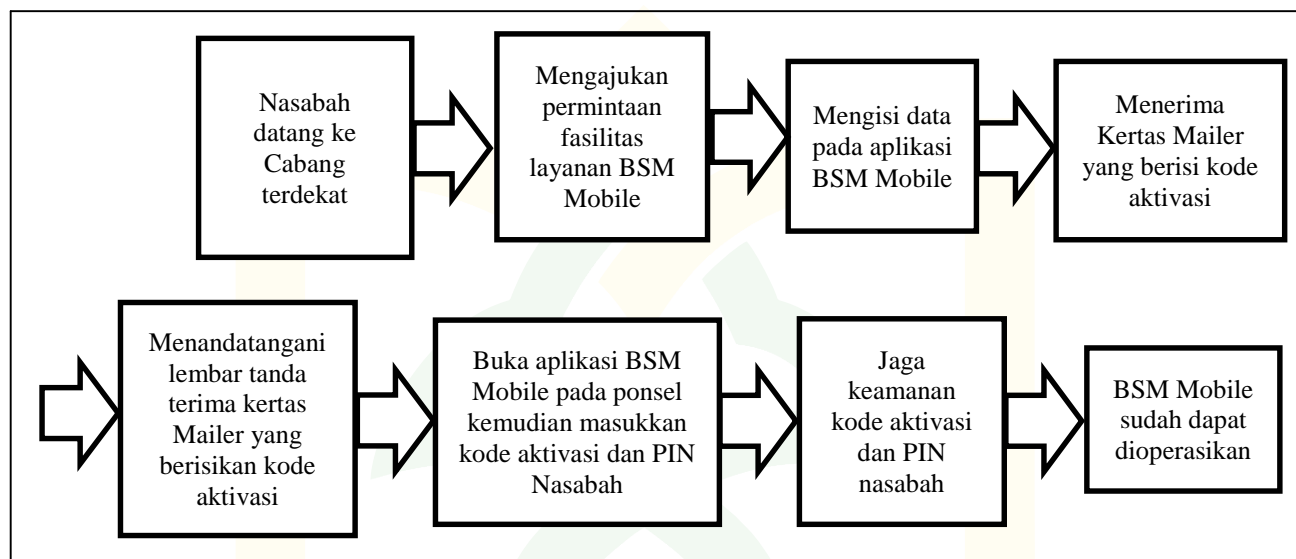 Nasabah
datang ke
Cabang
terdekat
Mengajukan
permintaan
fasilitas
layanan BSM
Mobile
Mengisi data
pada aplikasi
BSM Mobile
Menerima
Kertas Mailer
yang berisi kode
aktivasi
Menandatangani
lembar tanda
terima kertas
Mailer yang
berisikan kode
aktivasi
Buka aplikasi BSM
Mobile pada ponsel
kemudian masukkan
kode aktivasi dan PIN
Nasabah
Jaga
keamanan
kode aktivasi
dan PIN
nasabah
BSM Mobile
sudah dapat
dioperasikan